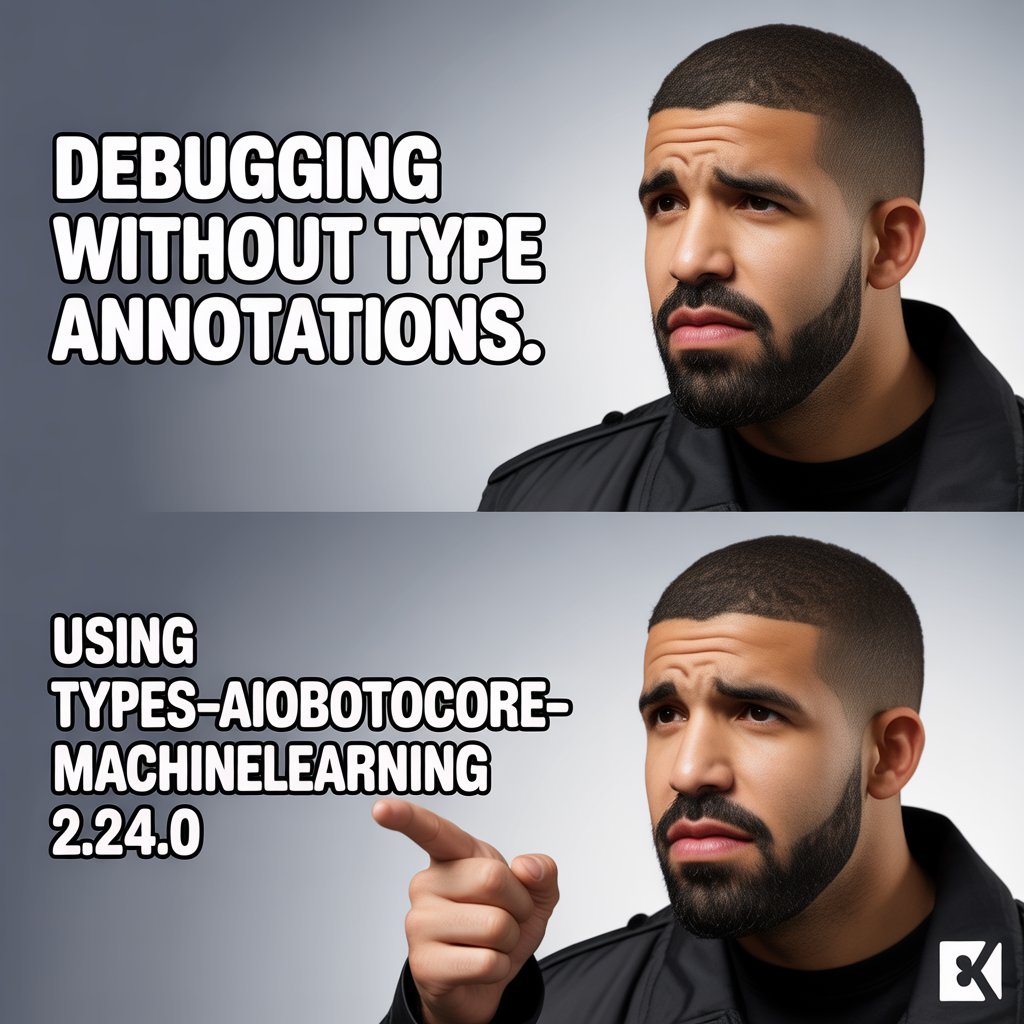 DEBUGGING
WITHOUT TYPE
ANNOTATIONS.
USING
TYPES-AIOBOTOCORE-
MACHINELEARNING
2.24.0